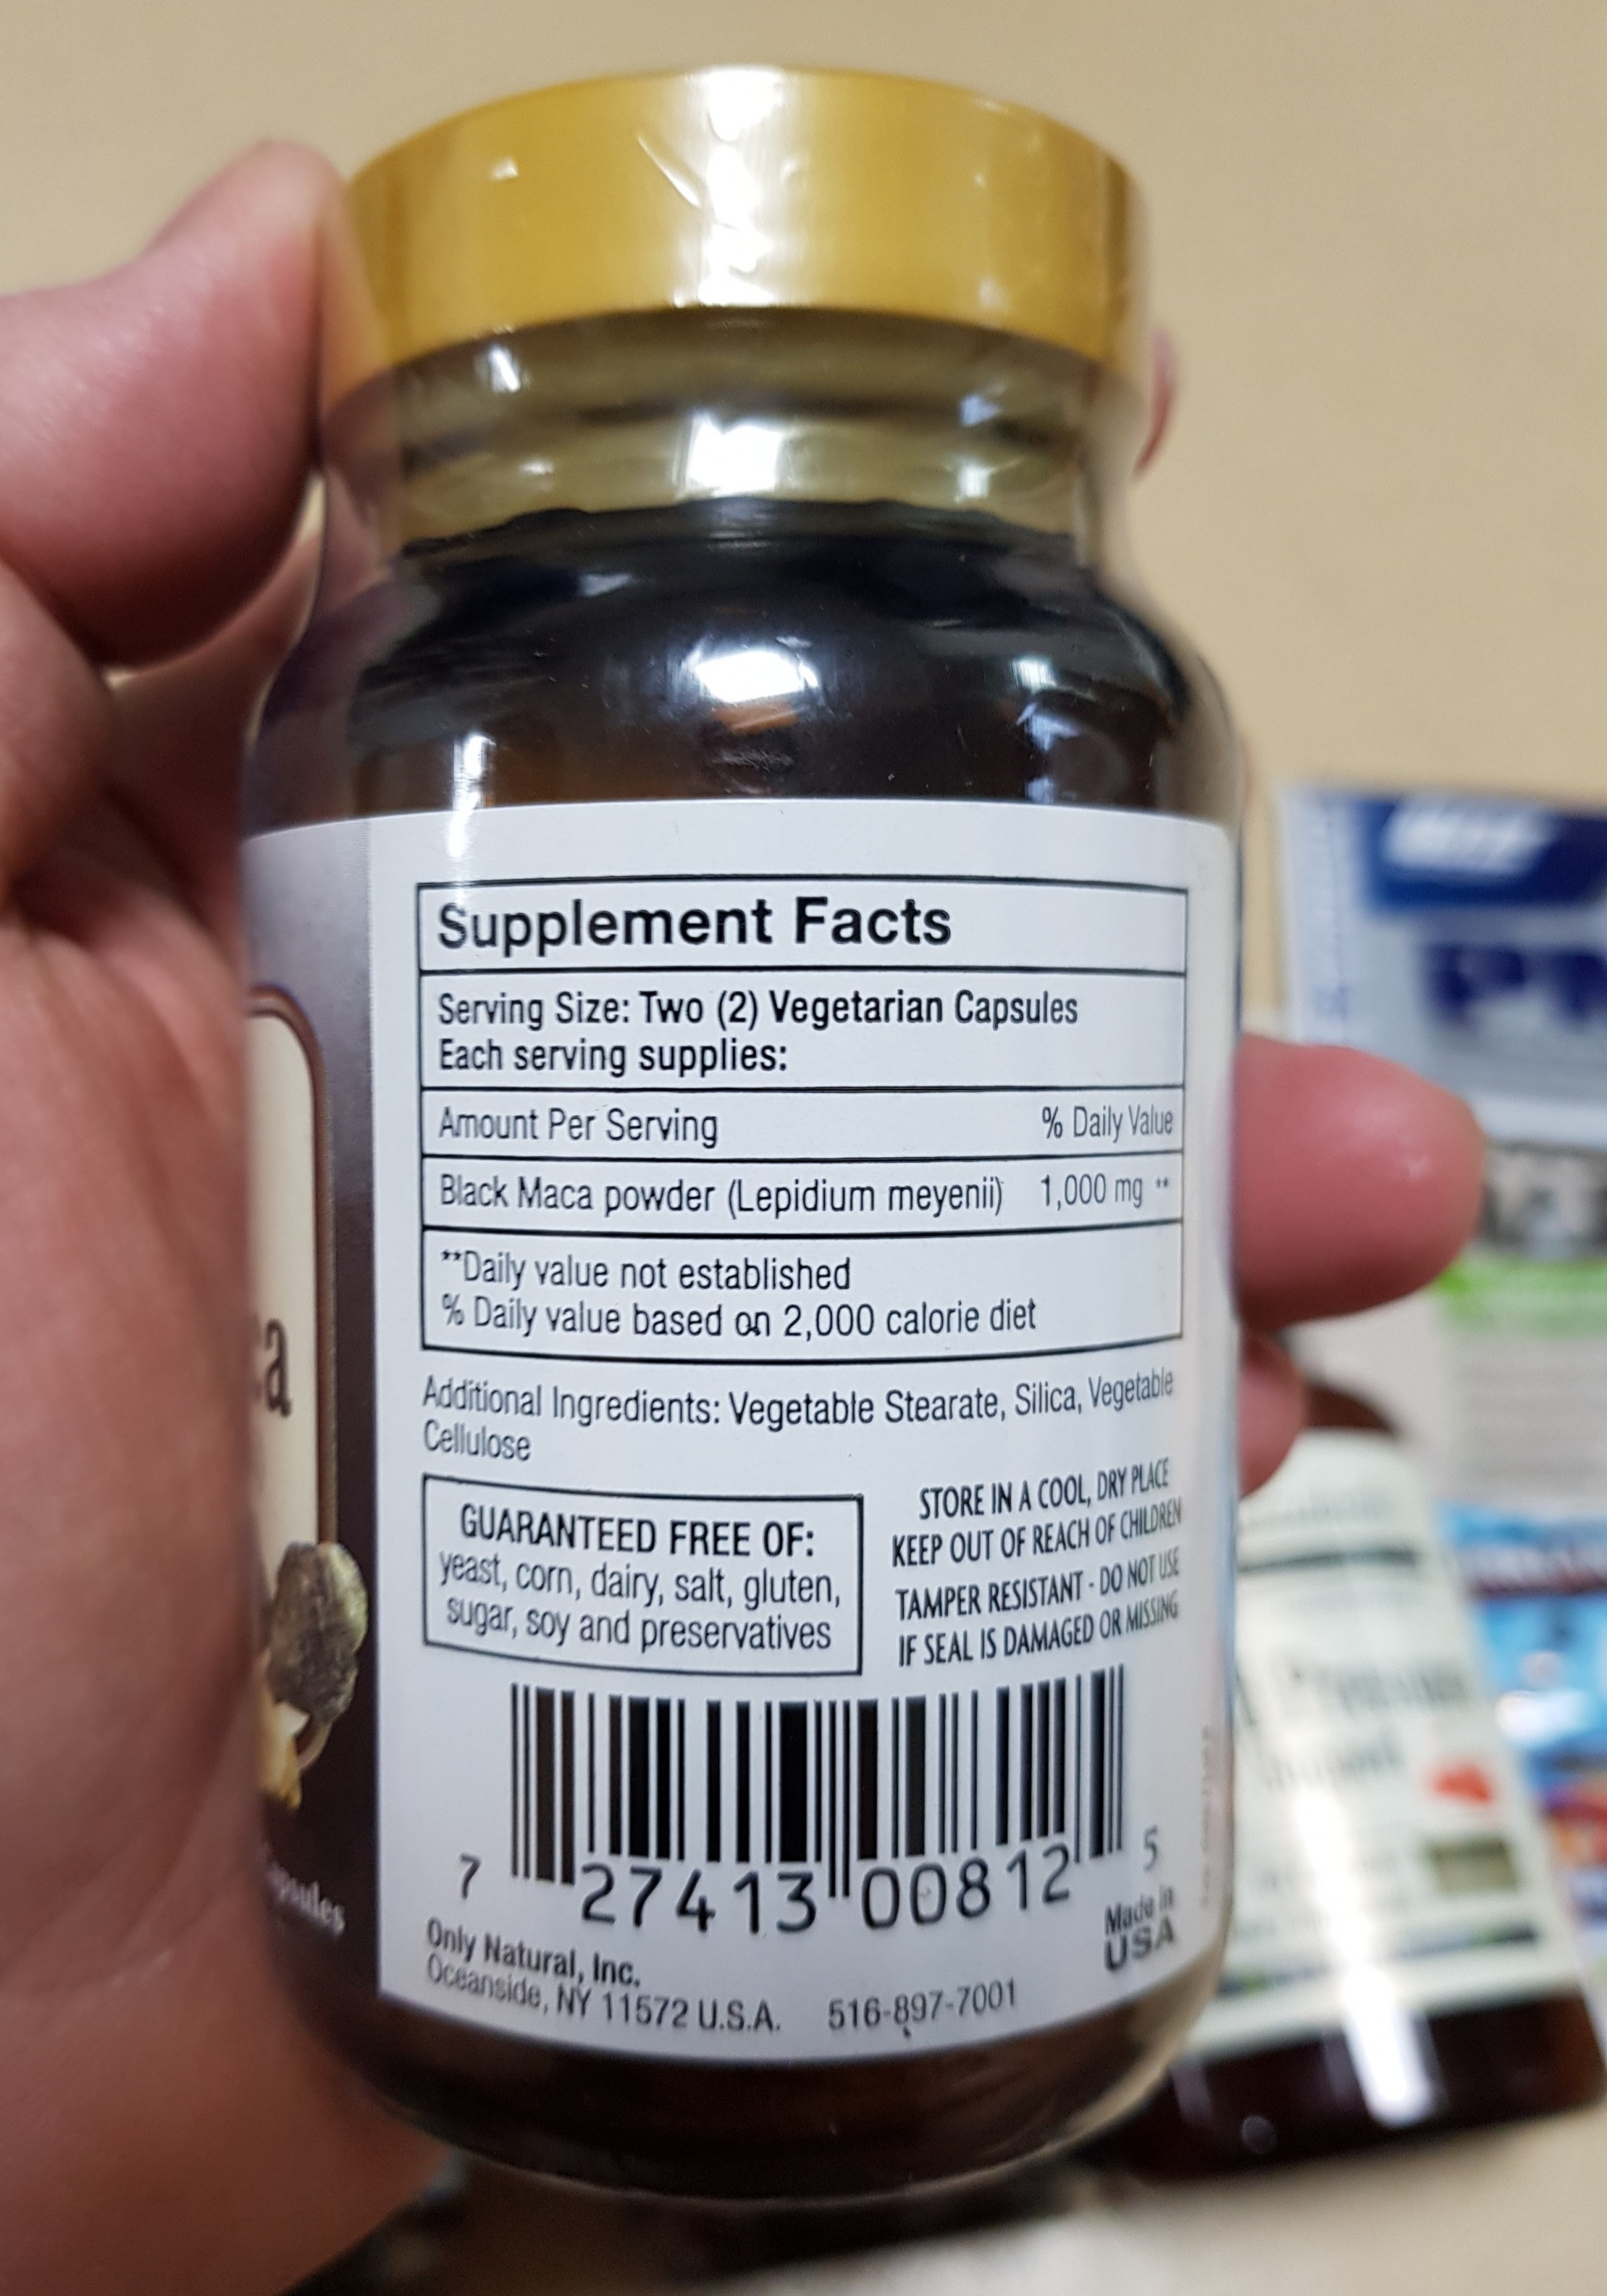 Supplement Facts
Serving Size: Two (2) Vegetarian Capsules
Each serving supplies:
Amount Per Serving % Daily Value
Black Maca powder (Lepidium meyenii) 1,000 mg **
**Daily value not established
% Daily value based on 2,000 calorie diet
Additional Ingredients: Vegetable Stearate, Silica, Vegetable
Cellulose
GUARANTEED FREE OF:
yeast, corn, dairy, salt, gluten,
sugar, soy and preservatives
STORE IN A COOL, DRY PLACE
KEEP OUT OF REACH OF CHILDREN
TAMPER RESISTANT - DO NOT USE
IF SEAL IS DAMAGED OR MISSING
7 27413 00812 5
Made in
USA
Only Natural, Inc.
Oceanside, NY 11572 U.S.A. 516-897-7001